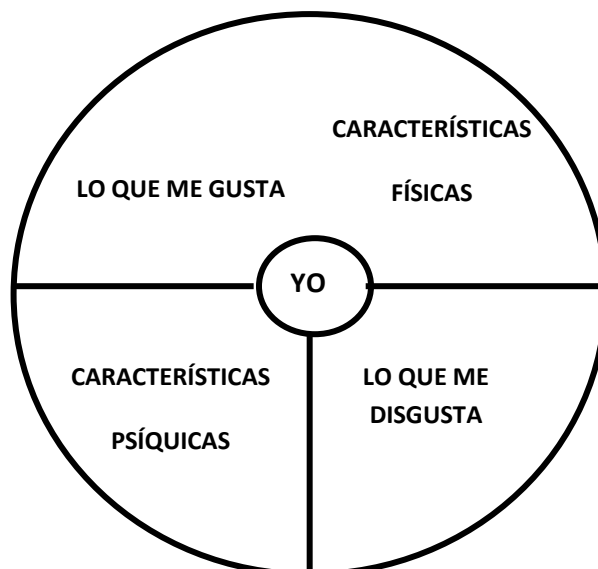 CARACTERÍSTICAS
FÍSICAS
LO QUE ME GUSTA
YO
CARACTERÍSTICAS
PSÍQUICAS
LO QUE ME
DISGUSTA